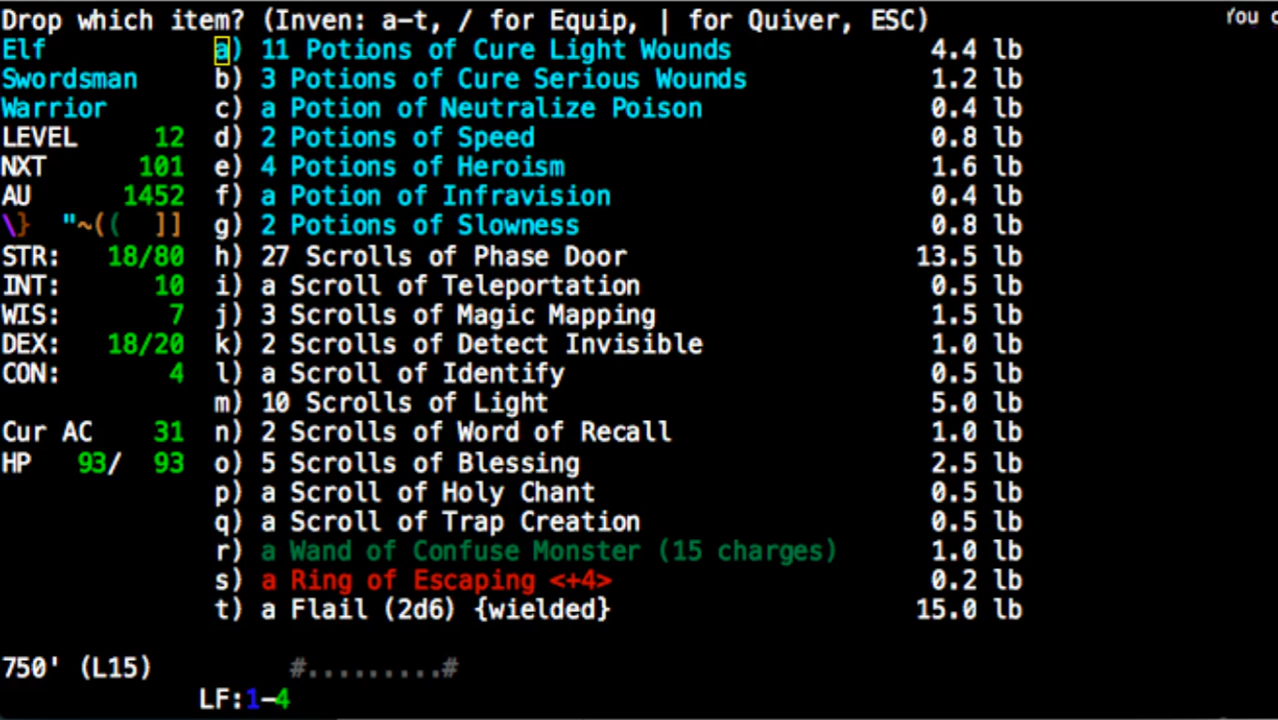 Drop which item? (Inven: a-t, / for Equip, | for Quiver, ESC) You
Elf a) 11 Potions of Cure Light Wounds 4.4 lb
Swordsman b) 3 Potions of Cure Serious Wounds 1.2 lb
Warrior c) a Potion of Neutralize Poison 0.4 lb
LEVEL 12 d) 2 Potions of Speed 0.8 lb
NXT 101 e) 4 Potions of Heroism 1.6 lb
AU 1452 f) a Potion of Infravision 0.4 lb
\} "~(( ]] g) 2 Potions of Slowness 0.8 lb
STR: 18/80 h) 27 Scrolls of Phase Door 13.5 lb
INT: 10 i) a Scroll of Teleportation 0.5 lb
WIS: 7 j) 3 Scrolls of Magic Mapping 1.5 lb
DEX: 18/20 k) 2 Scrolls of Detect Invisible 1.0 lb
CON: 4 l) a Scroll of Identify 0.5 lb
m) 10 Scrolls of Light 5.0 lb
Cur AC 31 n) 2 Scrolls of Word of Recall 1.0 lb
HP 93/ 93 o) 5 Scrolls of Blessing 2.5 lb
p) a Scroll of Holy Chant 0.5 lb
q) a Scroll of Trap Creation 0.5 lb
r) a Wand of Confuse Monster (15 charges) 1.0 lb
s) a Ring of Escaping <+4> 0.2 lb
t) a Flail (2d6) {wielded} 15.0 lb
750' (L15) #.........#
LF:1-4